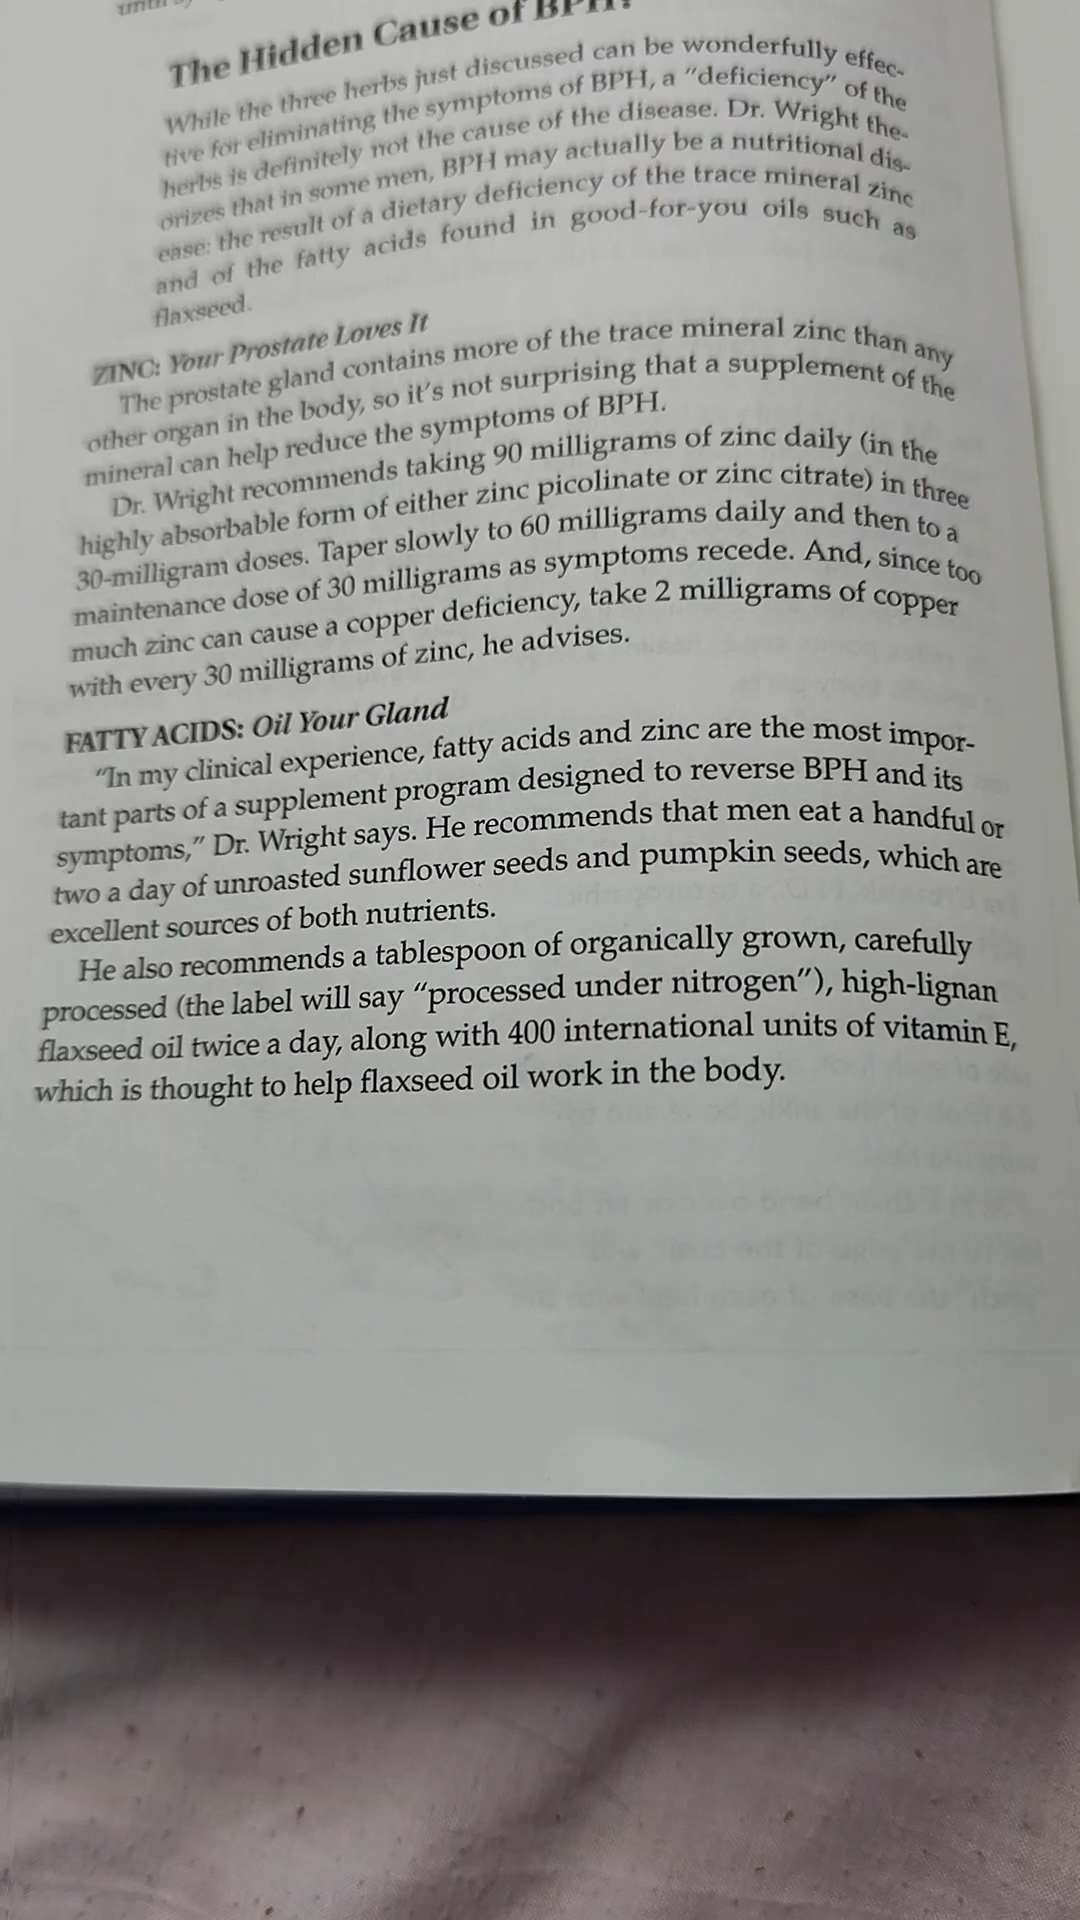 The Hidden Cause of BPH?
While the three herbs just discussed can be wonderfully effec-
tive for eliminating the symptoms of BPH, a "deficiency" of the
herbs is definitely not the cause of the disease. Dr. Wright the-
orizes that in some men, BPH may actually be a nutritional dis-
ease: the result of a dietary deficiency of the trace mineral zinc
and of the fatty acids found in good-for-you oils such as
flaxseed.
ZINC: Your Prostate Loves It
The prostate gland contains more of the trace mineral zinc than any
other organ in the body, so it's not surprising that a supplement of the
mineral can help reduce the symptoms of BPH.
Dr. Wright recommends taking 90 milligrams of zinc daily (in the
highly absorbable form of either zinc picolinate or zinc citrate) in three
30-milligram doses. Taper slowly to 60 milligrams daily and then to a
maintenance dose of 30 milligrams as symptoms recede. And, since too
much zinc can cause a copper deficiency, take 2 milligrams of copper
with every 30 milligrams of zinc, he advises.
FATTY ACIDS: Oil Your Gland
"In my clinical experience, fatty acids and zinc are the most impor-
tant parts of a supplement program designed to reverse BPH and its
symptoms," Dr. Wright says. He recommends that men eat a handful or
two a day of unroasted sunflower seeds and pumpkin seeds, which are
excellent sources of both nutrients.
He also recommends a tablespoon of organically grown, carefully
processed (the label will say "processed under nitrogen"), high-lignan
flaxseed oil twice a day, along with 400 international units of vitamin E,
which is thought to help flaxseed oil work in the body.